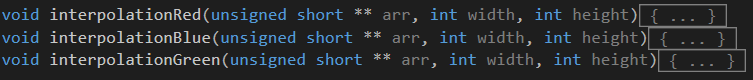 void interpolationRed(unsigned short ** arr, int width, int height){ ... }
void interpolationBlue(unsigned short ** arr, int width, int height){ ... }
void interpolationGreen(unsigned short ** arr, int width, int height){ ... }